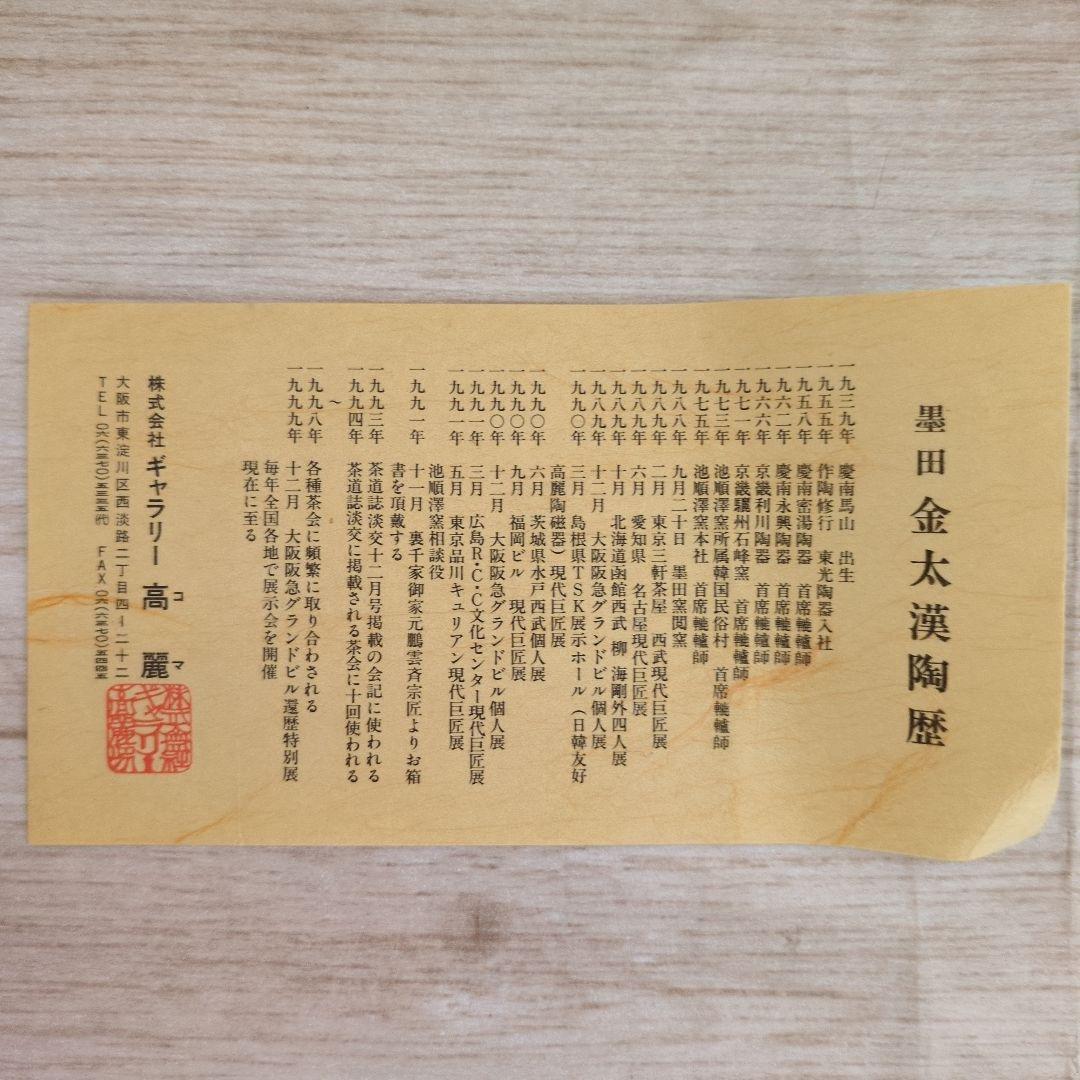 墨田 金太漢陶歴
一九三九年 慶南馬山 出生
一九五五年 作陶修行 東光陶器入社
一九五八年 慶南密湯陶器 首席轆轤師
一九六二年 慶南永興陶器 首席轆轤師
一九六六年 京畿利川陶器 首席轆轤師
一九七一年 京畿驪州石峰窯 首席轆轤師
一九七三年 池順澤窯所属韓国民俗村 首席轆轤師
一九七五年 池順澤窯本社 首席轆轤師
一九八八年 九月二十日 墨田窯開窯
一九八九年 二月 東京三軒茶屋 西武現代巨匠展
一九八九年 六月 愛知県 名古屋現代巨匠展
一九八九年 十月 北海道函館西武 柳 海剛外四人展
一九八九年 十二月 大阪阪急グランドビル個人展
一九九〇年 三月 島根県TSK展示ホール(日韓友好
高麗陶磁器)現代巨匠展
一九九〇年 六月 茨城県水戸西武個人展
一九九〇年 九月 福岡ビル 現代巨匠展
一九九〇年 十二月 大阪阪急グランドビル個人展
一九九一年 三月 広島R・C・C文化センター現代巨匠展
一九九一年 五月 東京品川キュリアン現代巨匠展
池順澤窯相談役
一九九一年 十一月 裏千家御家元鵬雲斉宗匠よりお箱
書を頂戴する
一九九三年 茶道誌淡交十二月号掲載の会記に使われる
〜
一九九四年 茶道誌淡交に掲載される茶会に十回使われる
一九九八年 各種茶会に頻繁に取り合わされる
一九九九年 十二月 大阪阪急グランドビル還歴特別展
毎年全国各地で展示会を開催
現在に至る
株式会社 ギャラリー 高麗
コマ
大阪市東淀川区西淡路二丁目四ー二十二